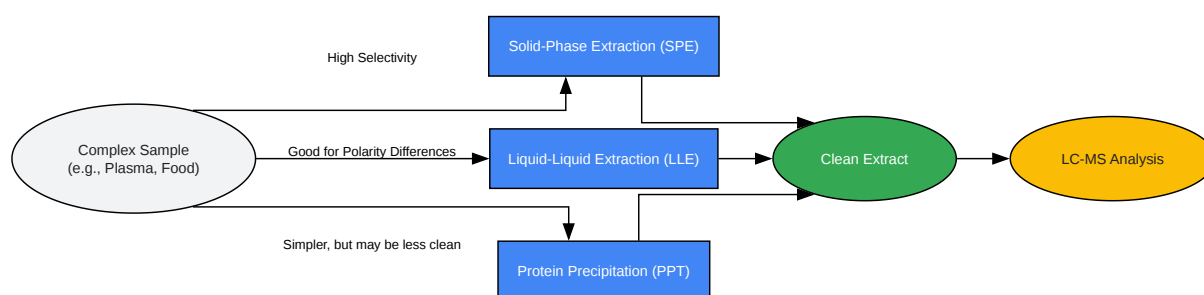 High Selectivity
Solid-Phase Extraction (SPE)
Complex Sample
(e.g., Plasma, Food)
Good for Polarity Differences
Liquid-Liquid Extraction (LLE)
Clean Extract
LC-MS Analysis
Simpler, but may be less clean
Protein Precipitation (PPT)